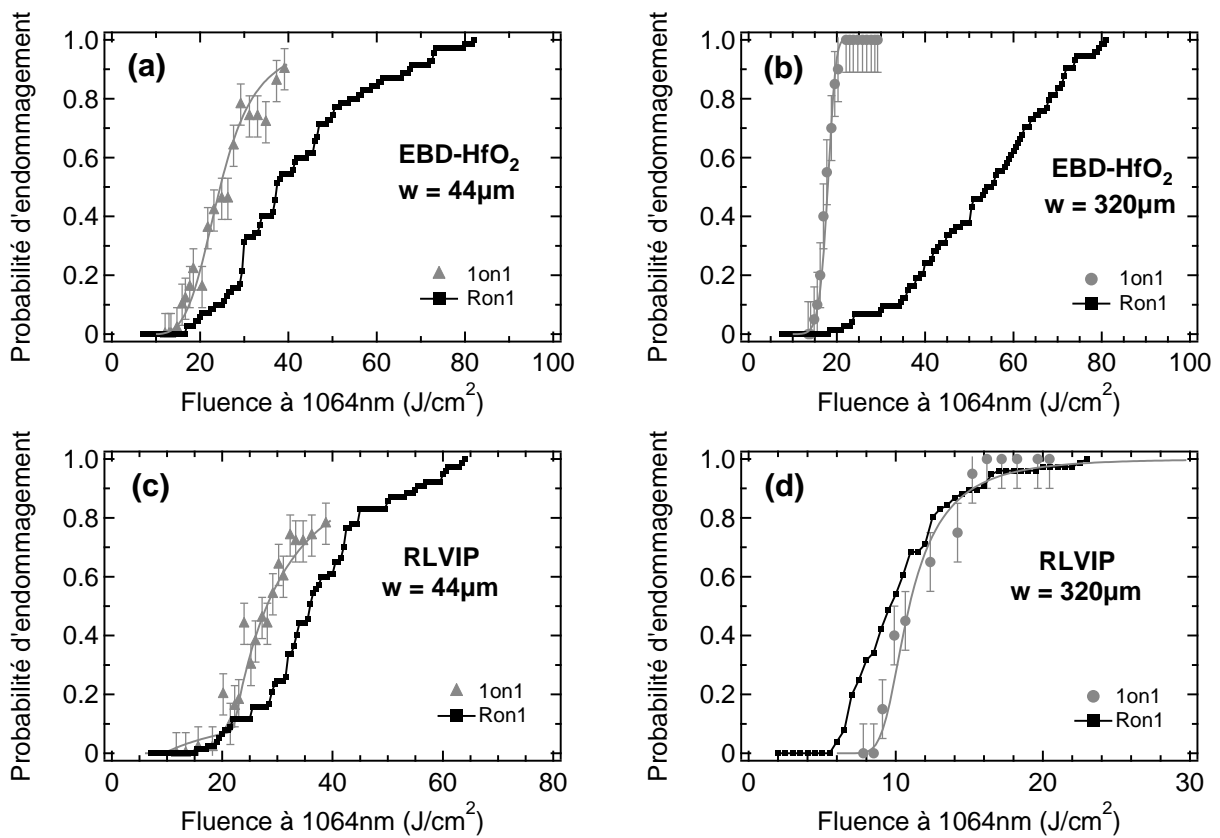 Probabilité d'endommagement
1.0
0.8
0.6
0.4
0.2
0
(a)
EBD-HfO2
w = 44µm
1on1
Ron1
0 20 40 60 80 100
Fluence à 1064nm (J/cm2)
Probabilité d'endommagement
1.0
0.8
0.6
0.4
0.2
0
(b)
EBD-HfO2
w = 320µm
1on1
Ron1
0 20 40 60 80 100
Fluence à 1064nm (J/cm2)
Probabilité d'endommagement
1.0
0.8
0.6
0.4
0.2
0
(c)
RLVIP
w = 44µm
1on1
Ron1
0 20 40 60 80
Fluence à 1064nm (J/cm2)
Probabilité d'endommagement
1.0
0.8
0.6
0.4
0.2
0
(d)
RLVIP
w = 320µm
1on1
Ron1
0 10 20 30
Fluence à 1064nm (J/cm2)